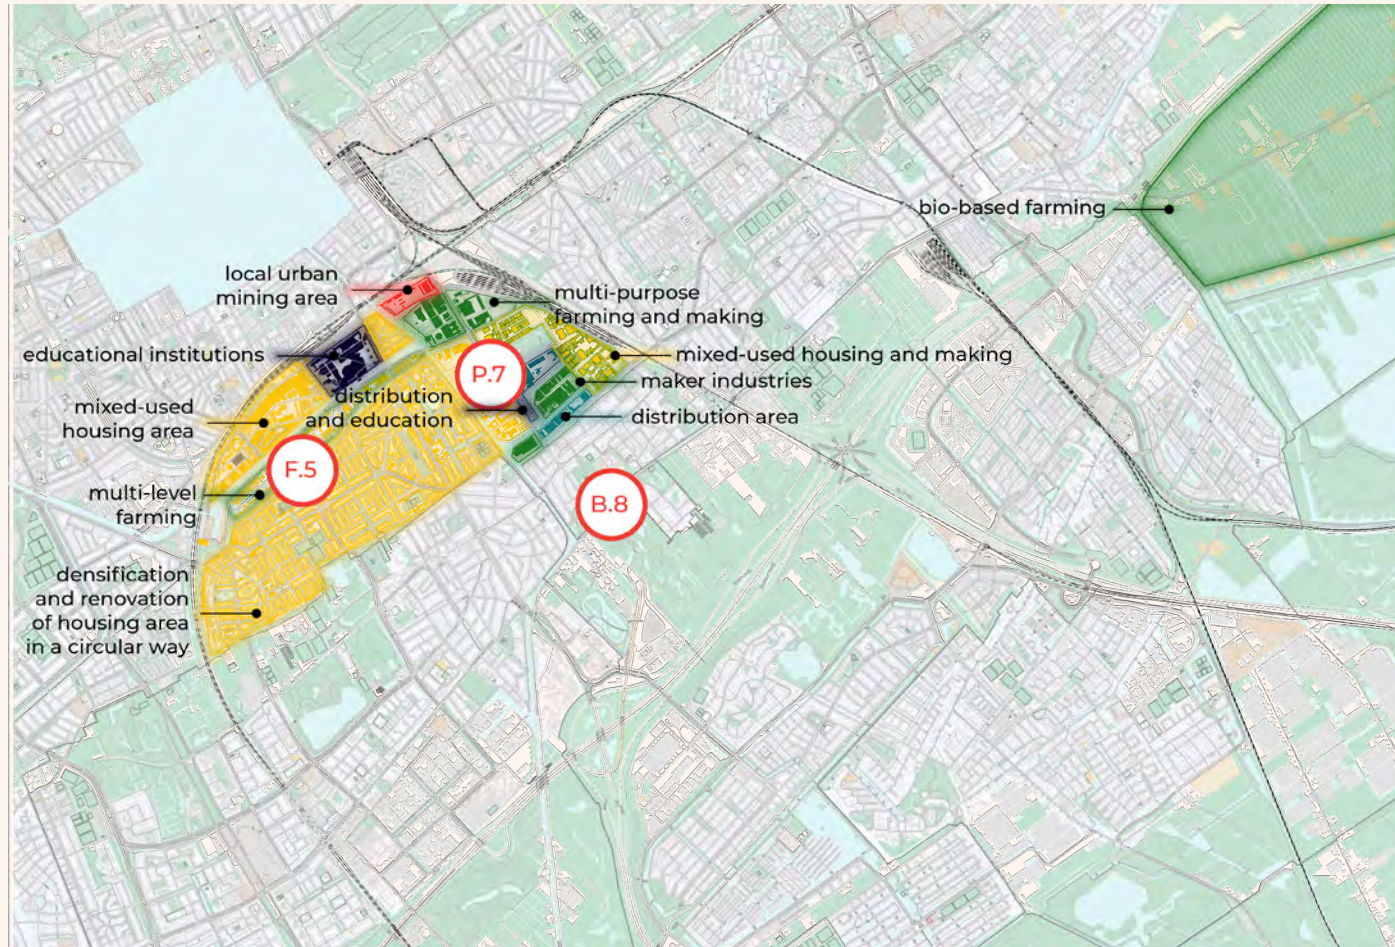 bio-based farming
local urban
mining area
multi-purpose
farming and making
educational institutions
mixed-used housing and making
P.7
maker industries
distribution
and education
mixed-used
housing area
distribution area
F.5
multi-level
farming
B.8
densification
and renovation
of housing area
in a circular way